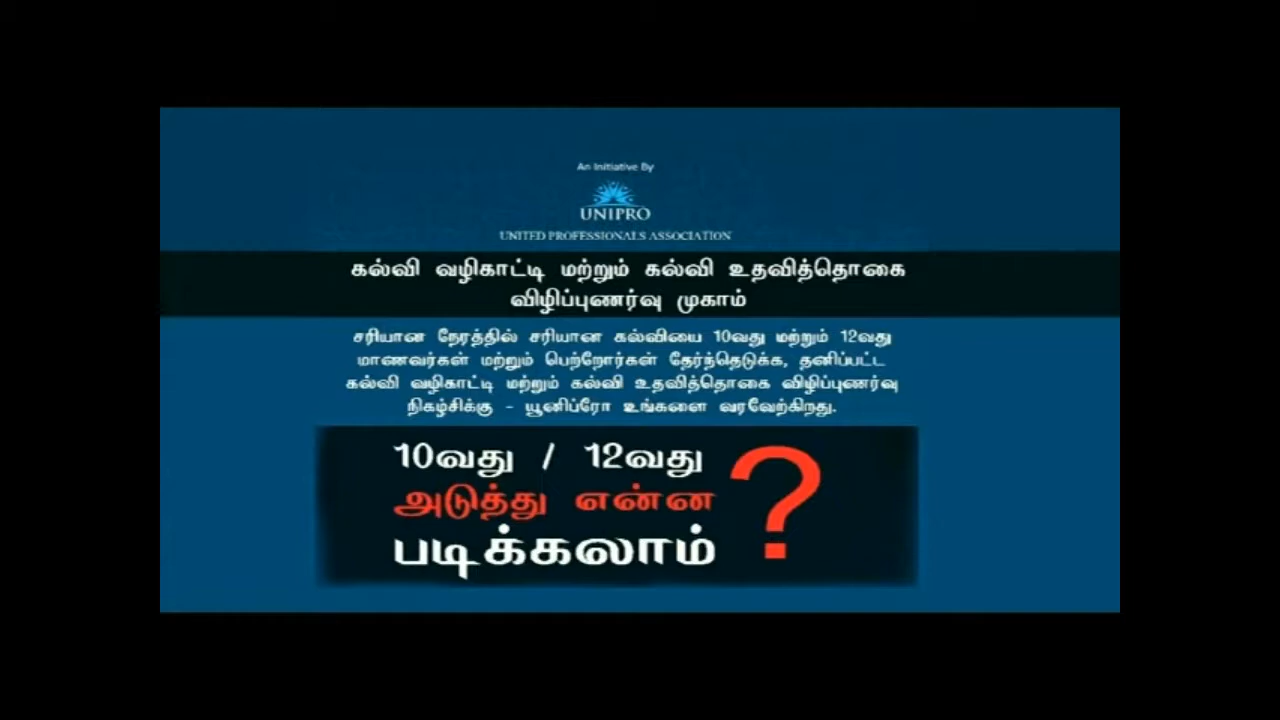 An Initiative By
UNIPRO
UNITED PROFESSIONALS ASSOCIATION
கல்வி வழிகாட்டி மற்றும் கல்வி உதவித்தொகை
விழிப்புணர்வு முகாம்
சரியான நேரத்தில் சரியான கல்வியை 10வது மற்றும் 12வது
மாணவர்கள் மற்றும் பெற்றோர்கள் தேர்ந்தெடுக்க, தனிப்பட்ட
கல்வி வழிகாட்டி மற்றும் கல்வி உதவித்தொகை விழிப்புணர்வு
நிகழ்சிக்கு - யூனிப்ரோ உங்களை வரவேற்கிறது.
10வது / 12வது
அடுத்து என்ன
படிக்கலாம் ?